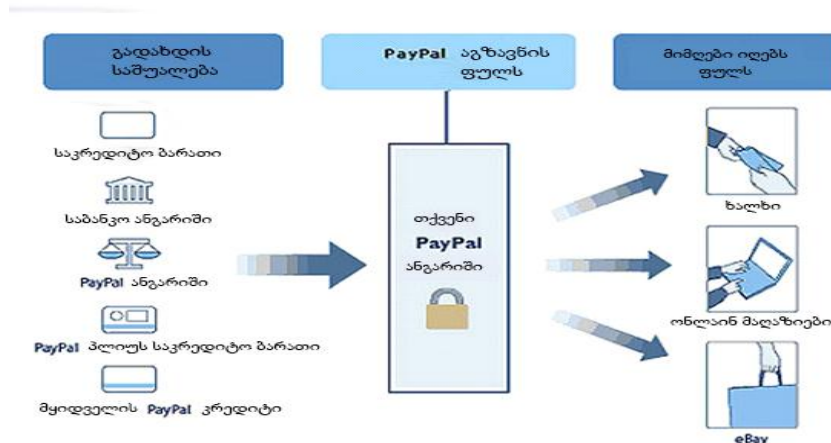 გადახდის
საშუალება
PayPal აგზავნის
ფულს
მიმღები იღებს
ფულს
საკრედიტო ბარათი
საბანკო ანგარიში
PayPal ანგარიში
PayPal პლიუს საკრედიტო ბარათი
მყიდველის PayPal კრედიტი
თქვენი
PayPal
ანგარიში
ხალხი
ონლაინ მაღაზიები
eBay